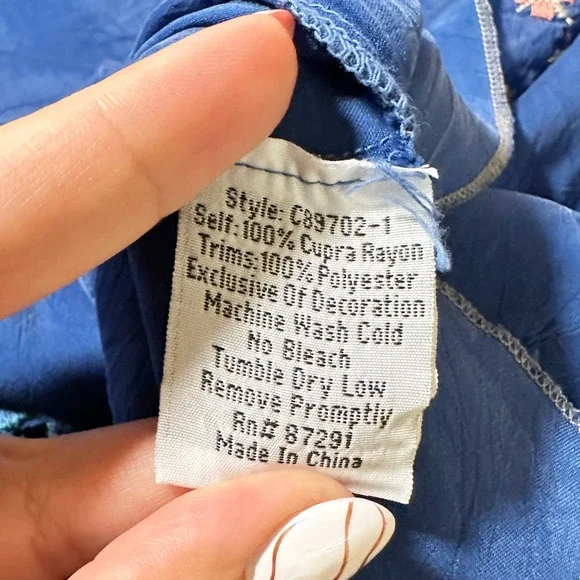 Style: C89702-1
Self:100% Cupra Rayon
Trims:100% Polyester
Exclusive Of Decoration
Machine Wash Cold
No Bleach
Tumble Dry Low
Remove Promptly
Rn# 87291
Made In China